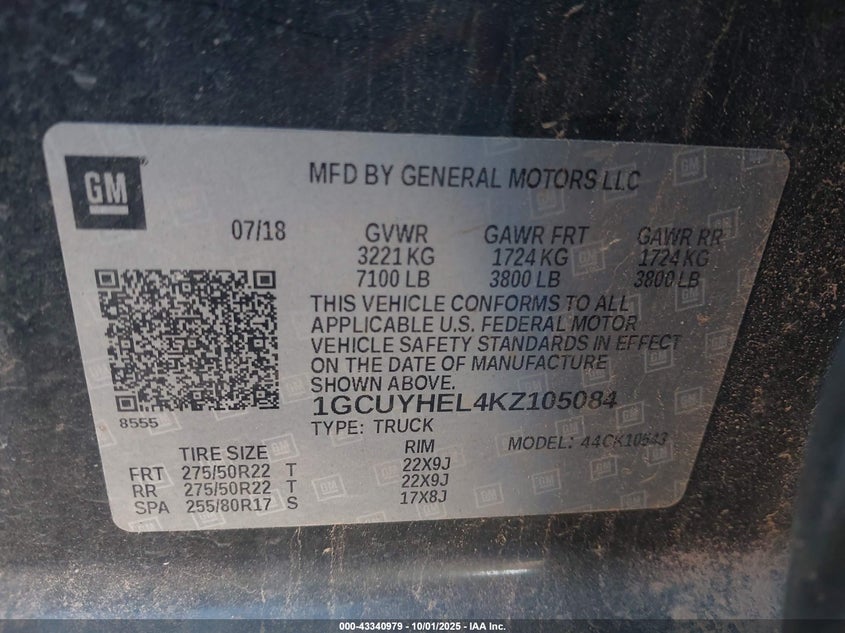 GM
MFD BY GENERAL MOTORS LLC
07/18 GVWR GAWR FRT GAWR RR
3221 KG 1724 KG 1724 KG
7100 LB 3800 LB 3800 LB
THIS VEHICLE CONFORMS TO ALL
APPLICABLE U.S. FEDERAL MOTOR
VEHICLE SAFETY STANDARDS IN EFFECT
ON THE DATE OF MANUFACTURE
SHOWN ABOVE.
8555
1GCUYHEL4KZ105084
TYPE: TRUCK MODEL: 44CK10543
TIRE SIZE RIM
FRT 275/50R22 T 22X9J
RR 275/50R22 T 22X9J
SPA 255/80R17 S 17X8J
000-43340979 - 10/01/2025 - IAA Inc.